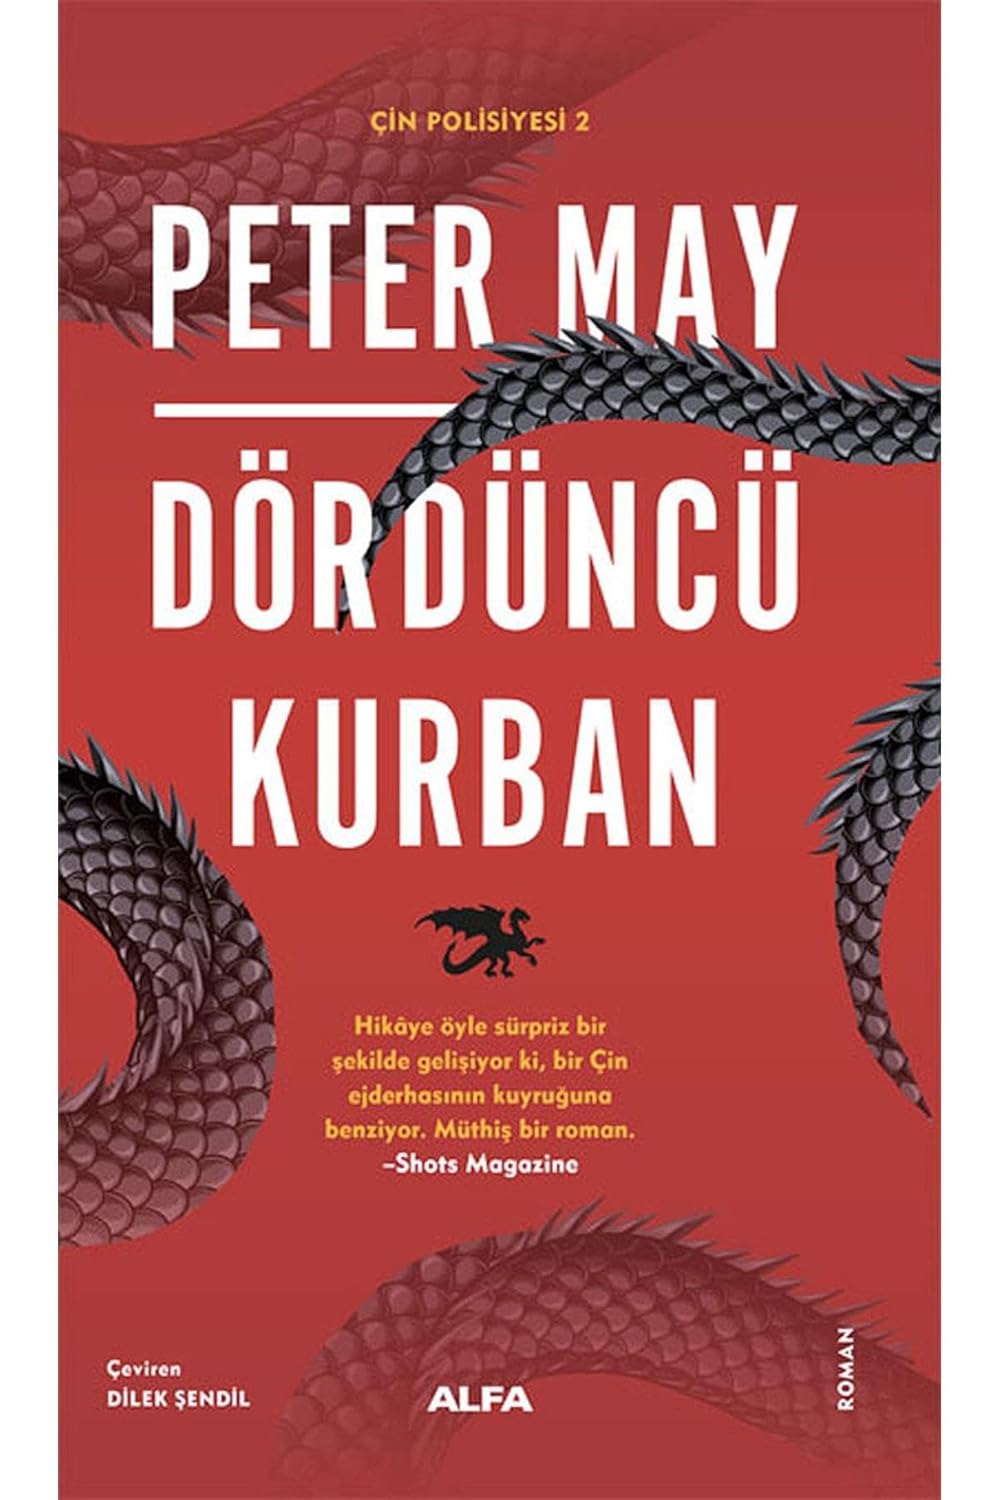 ÇİN POLİSİYESİ 2
PETER MAY
DÖRDÜNCÜ
KURBAN
Hikâye öyle sürpriz bir
şekilde gelişiyor ki, bir Çin
ejderhasının kuyruğuna
benziyor. Müthiş bir roman.
–Shots Magazine
Çeviren
DİLEK ŞENDİL
ALFA
ROMAN